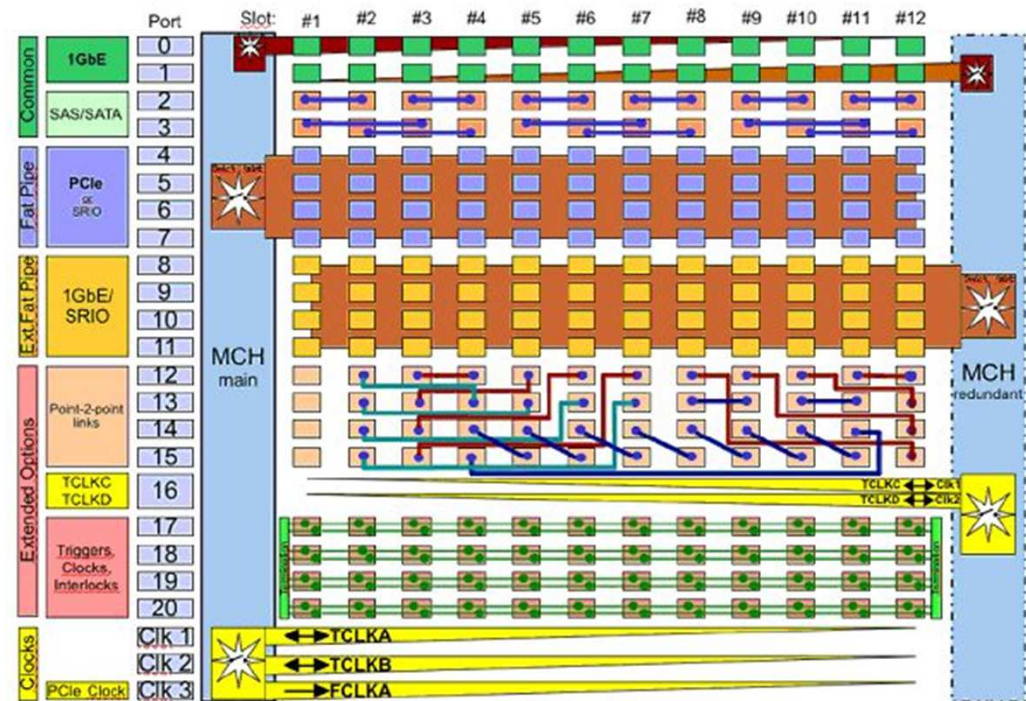 Port
Slot: #1 #2 #3 #4 #5 #6 #7 #8 #9 #10 #11 #12
Common
1GbE
0
1
SAS/SATA
2
3
Fat Pipe
PCIe
or
SRIO
4
5
6
7
Ext.Fat Pipe
1GbE/
SRIO
8
9
10
11
Extended Options
Point-2-point
links
12
13
14
15
TCLKC
TCLKD
16
Triggers,
Clocks,
Interlocks
17
18
19
20
Clocks
Clk 1
Clk 2
PCIe Clock
Clk 3
MCH
main
MCH
redundant
TCLKC Clk1
TCLKD Clk2
TCLKA
TCLKB
FCLKA